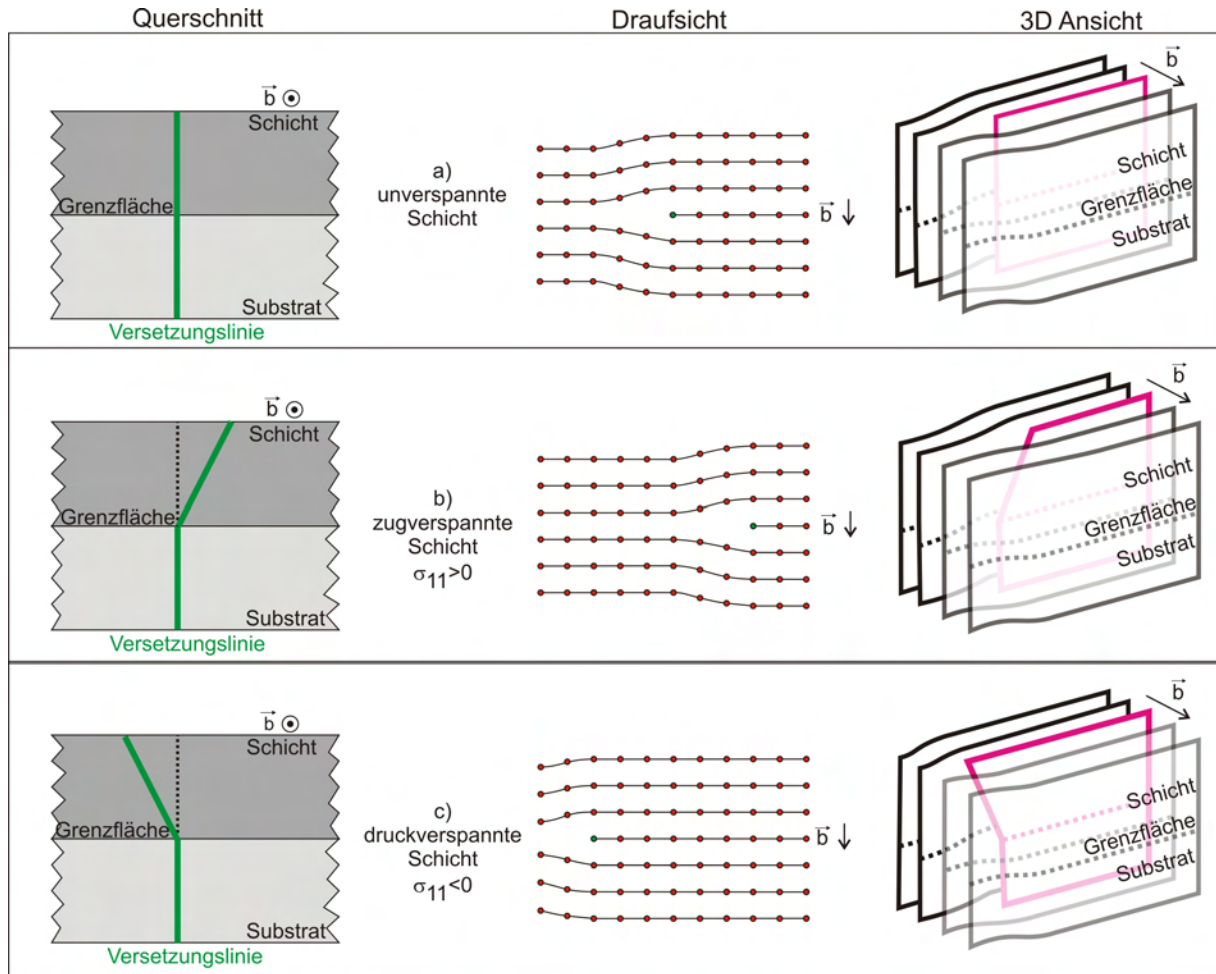 Querschnitt
Draufsicht
3D Ansicht
b⃗ ⊙
Schicht
Grenzfläche
Substrat
Versetzungslinie
a)
unverspannte
Schicht
b⃗ ↓
b⃗
Schicht
Grenzfläche
Substrat
b⃗ ⊙
Schicht
Grenzfläche
Substrat
Versetzungslinie
b)
zugverspannte
Schicht
σ₁₁>0
b⃗ ↓
b⃗
Schicht
Grenzfläche
Substrat
b⃗ ⊙
Schicht
Grenzfläche
Substrat
Versetzungslinie
c)
druckverspannte
Schicht
σ₁₁<0
b⃗ ↓
b⃗
Schicht
Grenzfläche
Substrat